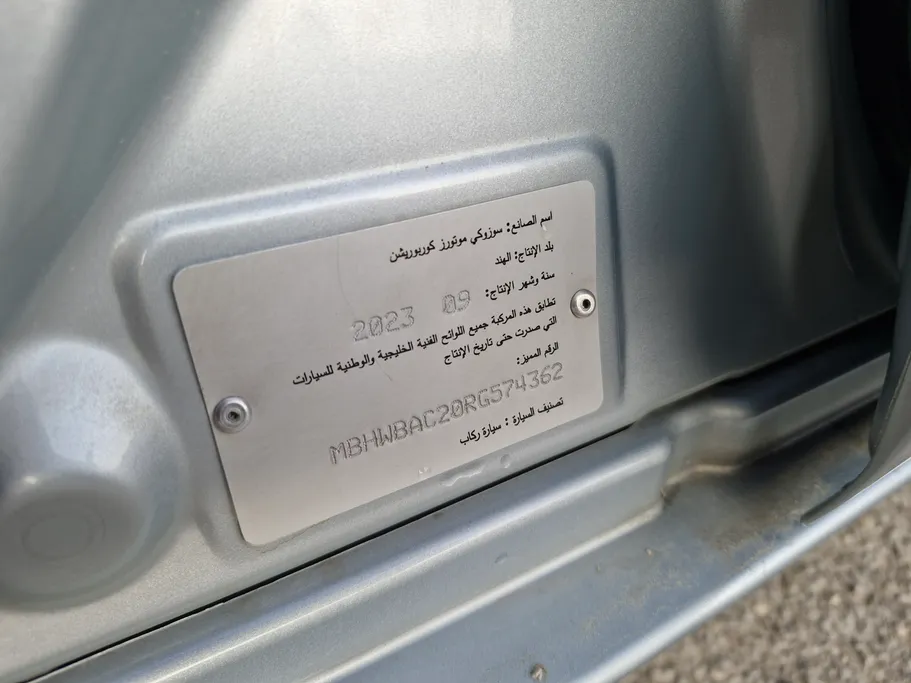 اسم الصانع: سوزوكي موتورز كوربوريشن
بلد الإنتاج: الهند
سنة وشهر الإنتاج: 09 2023
تطابق هذه المركبة جميع اللوائح الفنية الخليجية والوطنية للسيارات
التي صدرت حتى تاريخ الإنتاج
الرقم المميز:
MBHWBAC20RG574362
تصنيف السيارة : سيارة ركاب